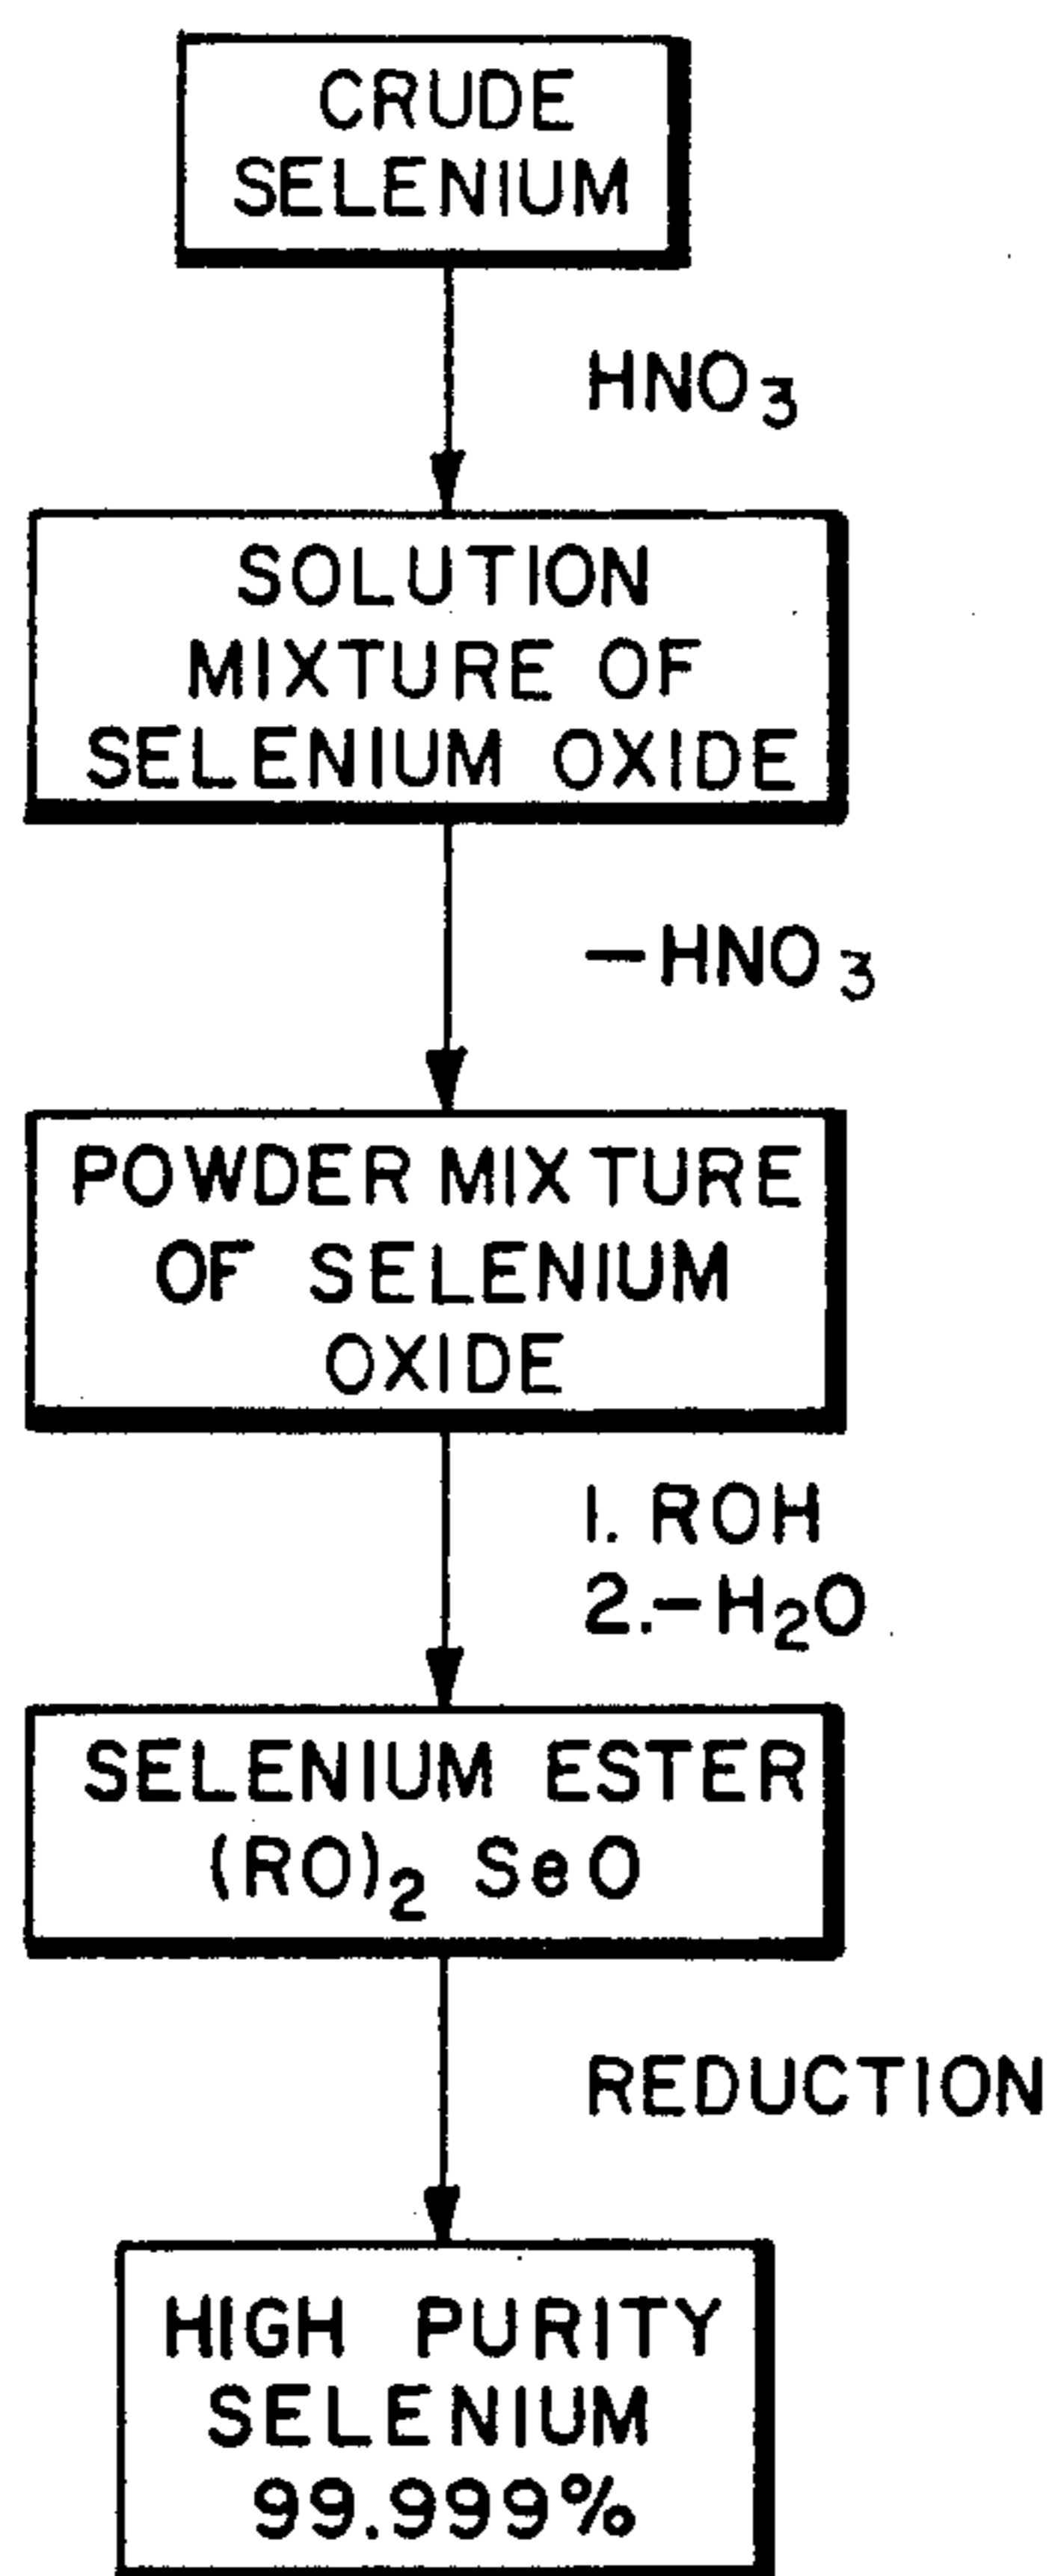 CRUDE
SELENIUM
HNO₃
SOLUTION
MIXTURE OF
SELENIUM OXIDE
–HNO₃
POWDER MIXTURE
OF SELENIUM
OXIDE
1. ROH
2.–H₂O
SELENIUM ESTER
(RO)₂ SeO
REDUCTION
HIGH PURITY
SELENIUM
99.999%